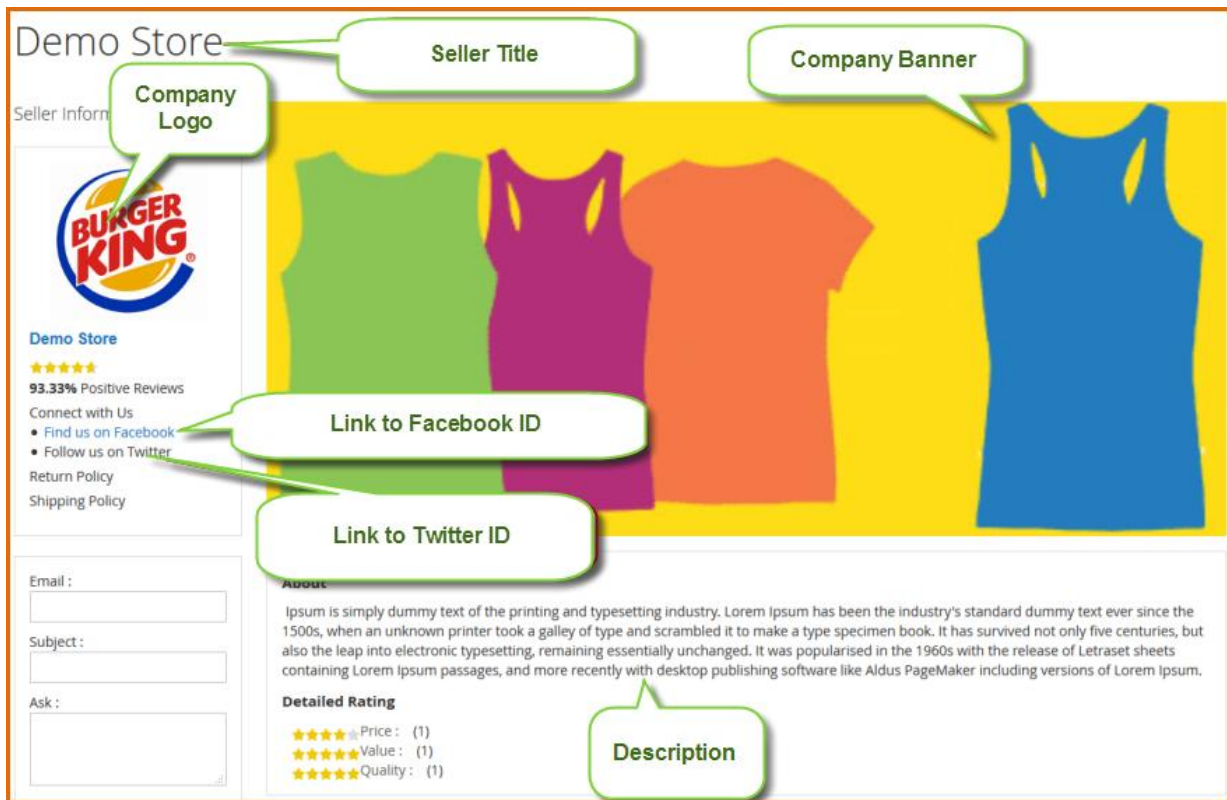 Demo Store
Seller Title
Company Banner
Company
Logo
Seller Inform
BURGER
KING
®
Demo Store
93.33% Positive Reviews
Connect with Us
• Find us on Facebook
• Follow us on Twitter
Return Policy
Shipping Policy
Link to Facebook ID
Link to Twitter ID
Email :
Subject :
Ask :
About
Ipsum is simply dummy text of the printing and typesetting industry. Lorem Ipsum has been the industry's standard dummy text ever since the
1500s, when an unknown printer took a galley of type and scrambled it to make a type specimen book. It has survived not only five centuries, but
also the leap into electronic typesetting, remaining essentially unchanged. It was popularised in the 1960s with the release of Letraset sheets
containing Lorem Ipsum passages, and more recently with desktop publishing software like Aldus PageMaker including versions of Lorem Ipsum.
Detailed Rating
Price : (1)
Value : (1)
Quality : (1)
Description